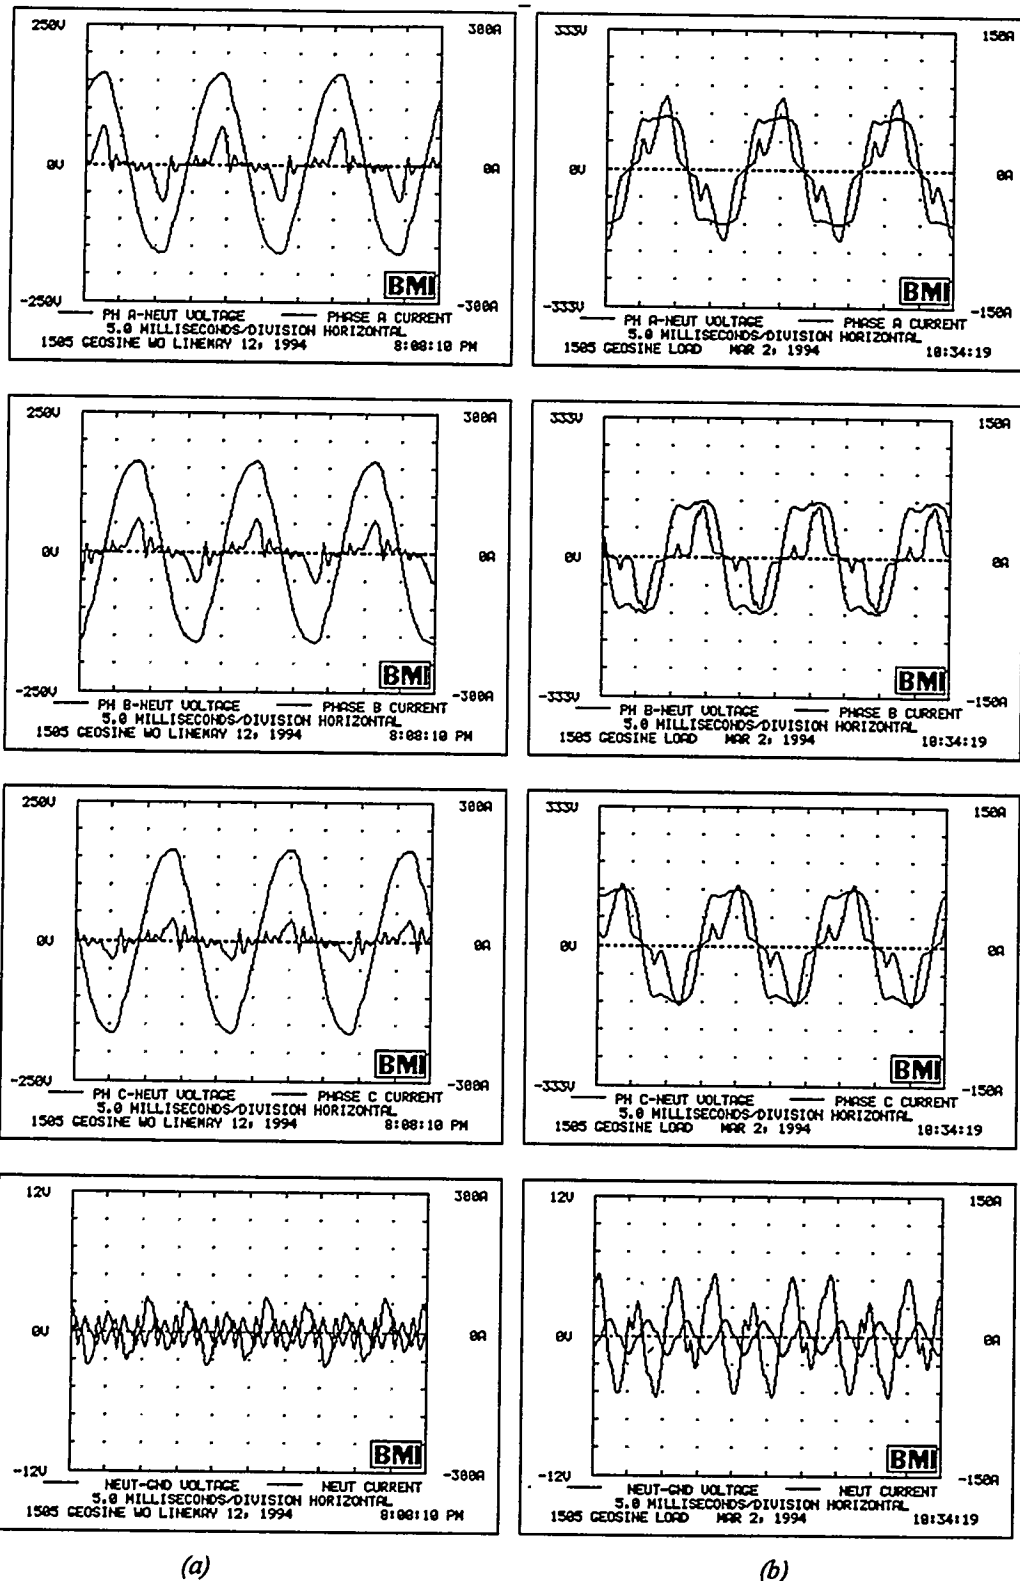 250V 300A
0V 0A
BMI
-250V -300A
PH A-NEUT VOLTAGE PHASE A CURRENT
5.0 MILLISECONDS/DIVISION HORIZONTAL
1505 GEOSINE WO LINEMAY 12, 1994 8:08:10 PM
333V 150A
0V 0A
BMI
-333V -150A
PH A-NEUT VOLTAGE PHASE A CURRENT
5.0 MILLISECONDS/DIVISION HORIZONTAL
1505 GEOSINE LOAD MAR 2, 1994 10:34:19
250V 300A
0V 0A
BMI
-250V -300A
PH B-NEUT VOLTAGE PHASE B CURRENT
5.0 MILLISECONDS/DIVISION HORIZONTAL
1505 GEOSINE WO LINEMAY 12, 1994 8:08:10 PM
333V 150A
0V 0A
BMI
-333V -150A
PH B-NEUT VOLTAGE PHASE B CURRENT
5.0 MILLISECONDS/DIVISION HORIZONTAL
1505 GEOSINE LOAD MAR 2, 1994 10:34:19
250V 300A
0V 0A
BMI
-250V -300A
PH C-NEUT VOLTAGE PHASE C CURRENT
5.0 MILLISECONDS/DIVISION HORIZONTAL
1505 GEOSINE WO LINEMAY 12, 1994 8:08:10 PM
333V 150A
0V 0A
BMI
-333V -150A
PH C-NEUT VOLTAGE PHASE C CURRENT
5.0 MILLISECONDS/DIVISION HORIZONTAL
1505 GEOSINE LOAD MAR 2, 1994 10:34:19
12V 300A
0V 0A
BMI
-12V -300A
NEUT-GND VOLTAGE NEUT CURRENT
5.0 MILLISECONDS/DIVISION HORIZONTAL
1505 GEOSINE WO LINEMAY 12, 1994 8:08:10 PM
12V 150A
0V 0A
BMI
-12V -150A
NEUT-GND VOLTAGE NEUT CURRENT
5.0 MILLISECONDS/DIVISION HORIZONTAL
1505 GEOSINE LOAD MAR 2, 1994 10:34:19
(a) (b)